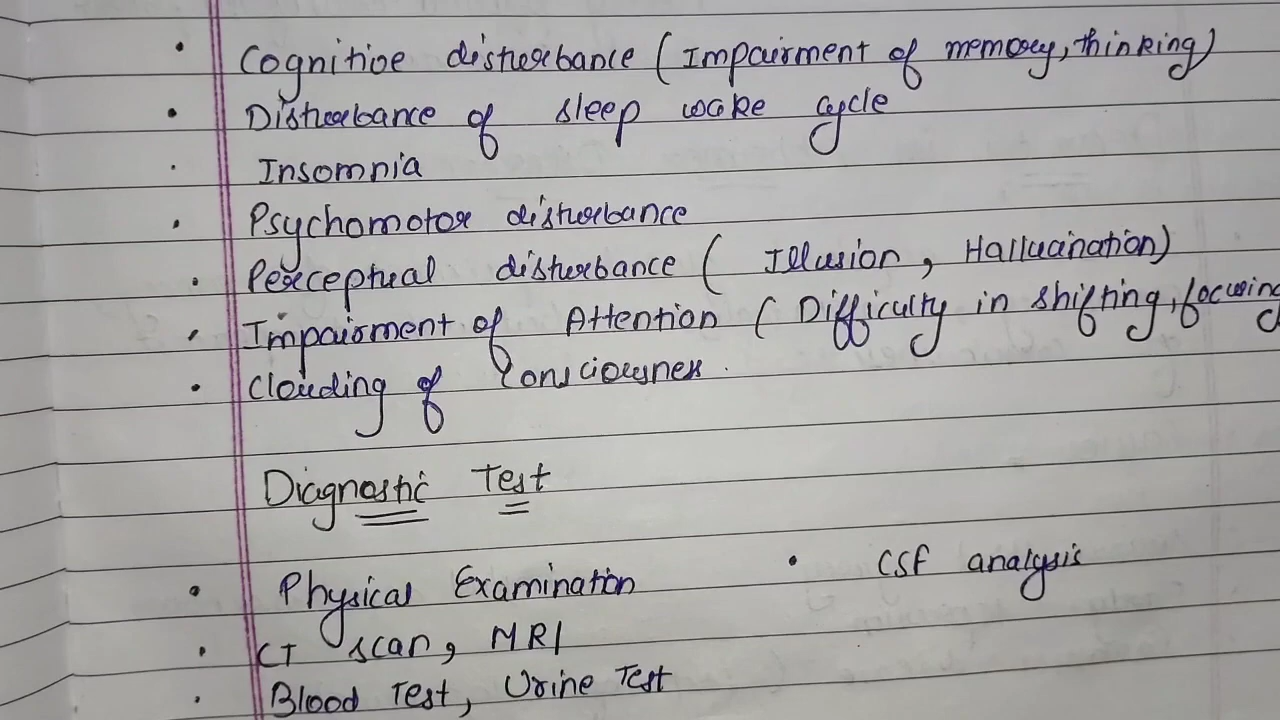 • Cognitive disturbance (Impairment of memory, thinking)
• Disturbance of sleep wake cycle
• Insomnia
• Psychomotor disturbance
• Perceptual disturbance ( Illusion, Hallucination)
• Impairment of Attention ( Difficulty in shifting, focusing
• Clouding of Consciousness.
Diagnostic Test
• Physical Examination • CSF analysis
• CT scan, MRI
• Blood Test, Urine Test